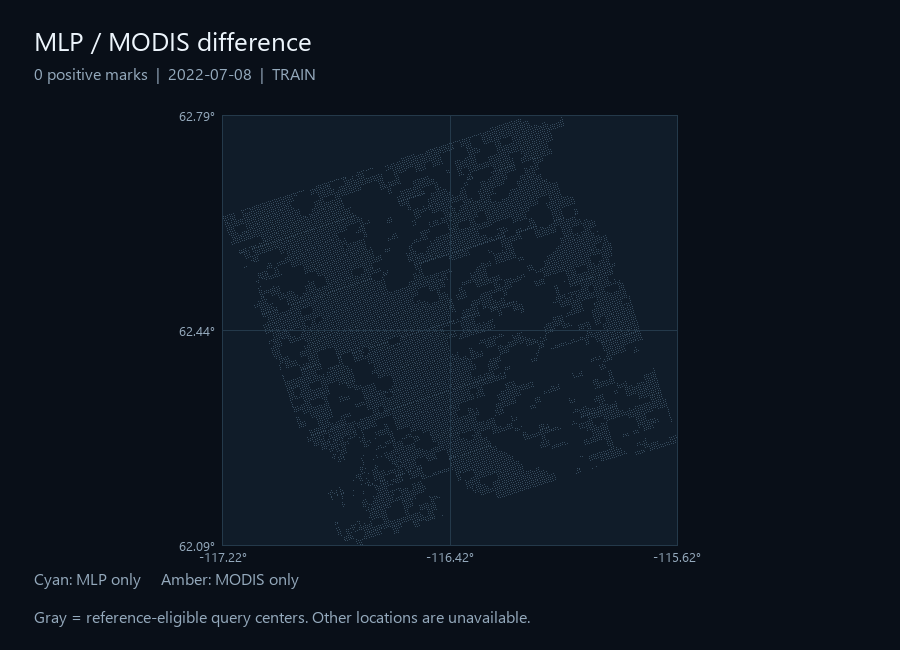 MLP / MODIS difference
0 positive marks | 2022-07-08 | TRAIN
62.79°
62.44°
62.09°
-117.22° -116.42° -115.62°
Cyan: MLP only Amber: MODIS only
Gray = reference-eligible query centers. Other locations are unavailable.